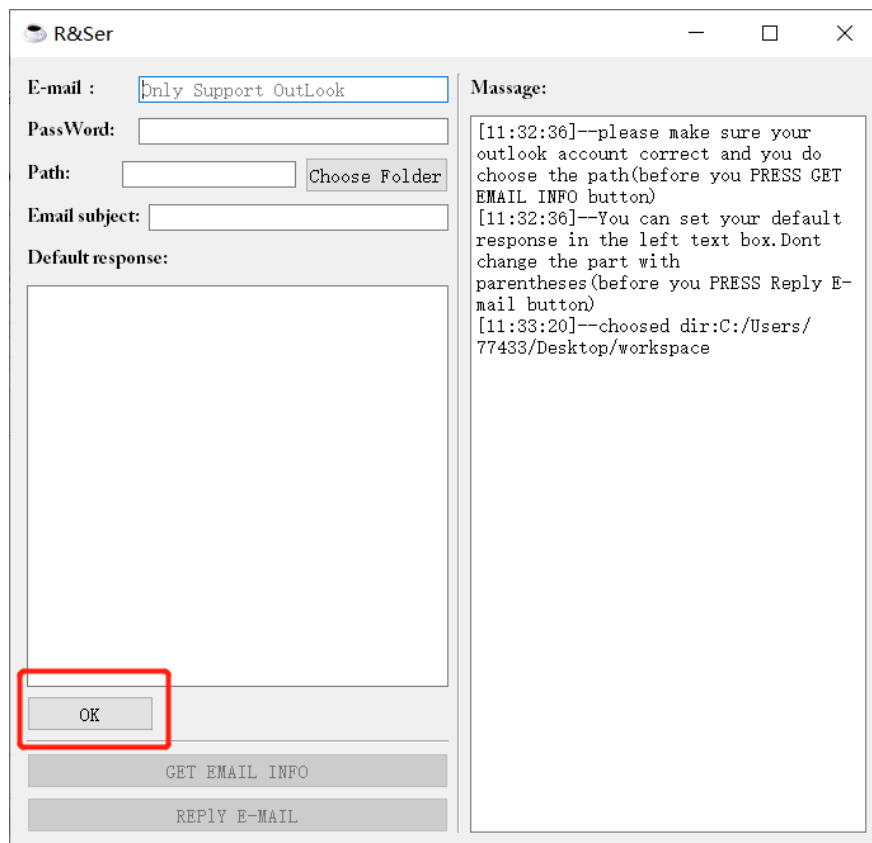 R&Ser
E-mail :
Only Support OutLook
PassWord:
Path:
Choose Folder
Email subject:
Default response:
OK
GET EMAIL INFO
REPlY E-MAIL
Massage:
[11:32:36]--please make sure your
outlook account correct and you do
choose the path(before you PRESS GET
EMAIL INFO button)
[11:32:36]--You can set your default
response in the left text box.Dont
change the part with
parentheses(before you PRESS Reply E-
mail button)
[11:33:20]--choosed dir:C:/Users/
77433/Desktop/workspace